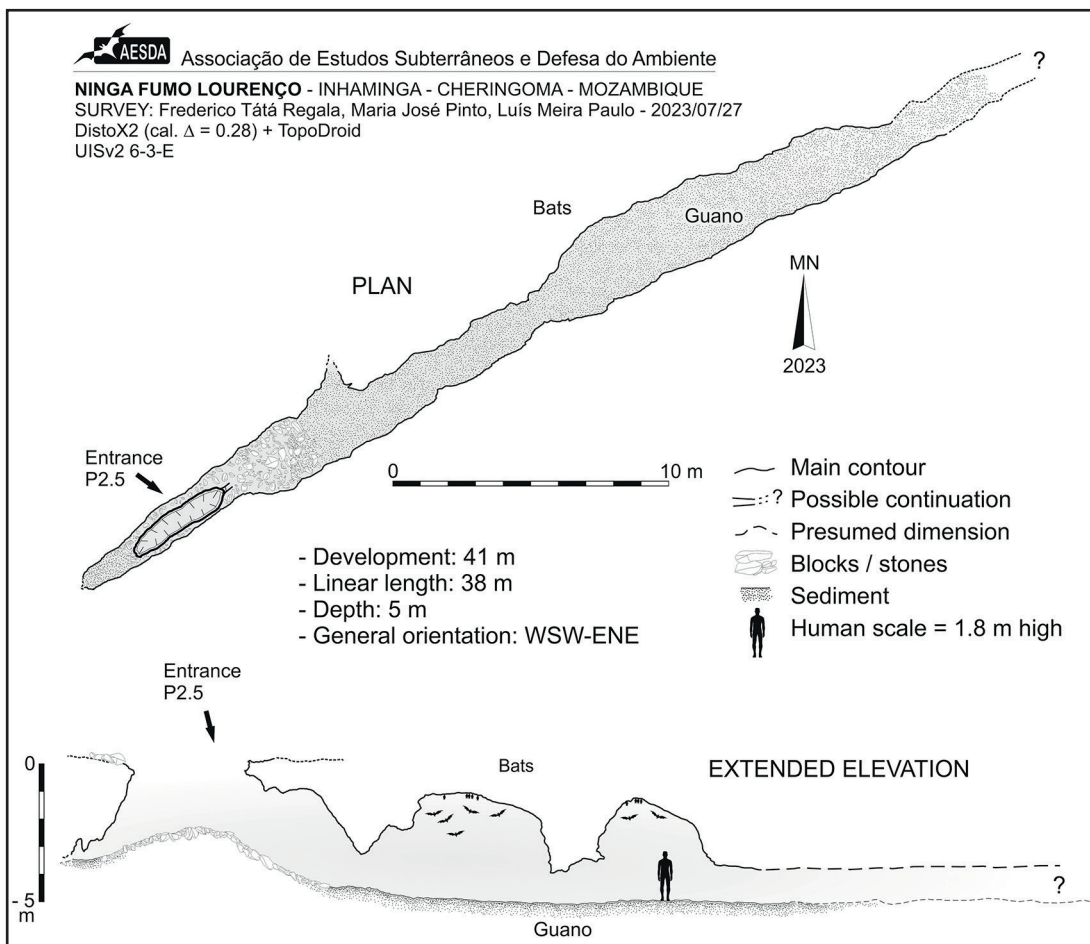 AESDA Associação de Estudos Subterrâneos e Defesa do Ambiente
NINGA FUMO LOURENÇO - INHAMINGA - CHERINGOMA - MOZAMBIQUE
SURVEY: Frederico Tátá Regala, Maria José Pinto, Luís Meira Paulo - 2023/07/27
DistoX2 (cal. Δ = 0.28) + TopoDroid
UISv2 6-3-E
?
Bats
Guano
PLAN
MN
2023
Entrance
P2.5
0 10 m
- Development: 41 m
- Linear length: 38 m
- Depth: 5 m
- General orientation: WSW-ENE
Main contour
? Possible continuation
Presumed dimension
Blocks / stones
Sediment
Human scale = 1.8 m high
Entrance
P2.5
0
Bats
EXTENDED ELEVATION
- 5
m
?
Guano